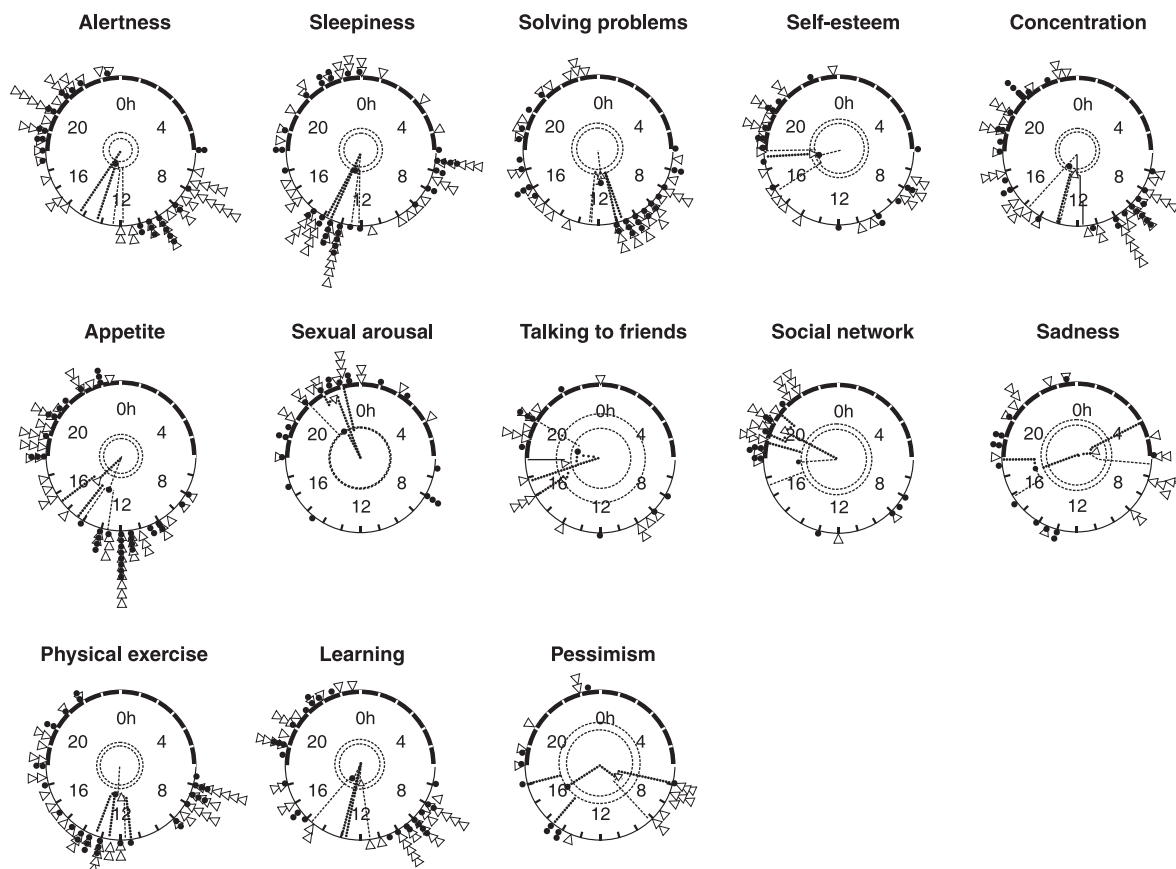 Alertness Sleepiness Solving problems Self-esteem Concentration
0h 0h 0h 0h 0h
20 4 20 4 20 4 20 4 20 4
16 8 16 8 16 8 16 8 16 8
12 12 12 12 12
Appetite Sexual arousal Talking to friends Social network Sadness
0h 0h 0h 0h 0h
20 4 20 4 20 4 20 4 20 4
16 8 16 8 16 8 16 8 16 8
12 12 12 12 12
Physical exercise Learning Pessimism
0h 0h 0h
20 4 20 4 20 4
16 8 16 8 16 8
12 12 12